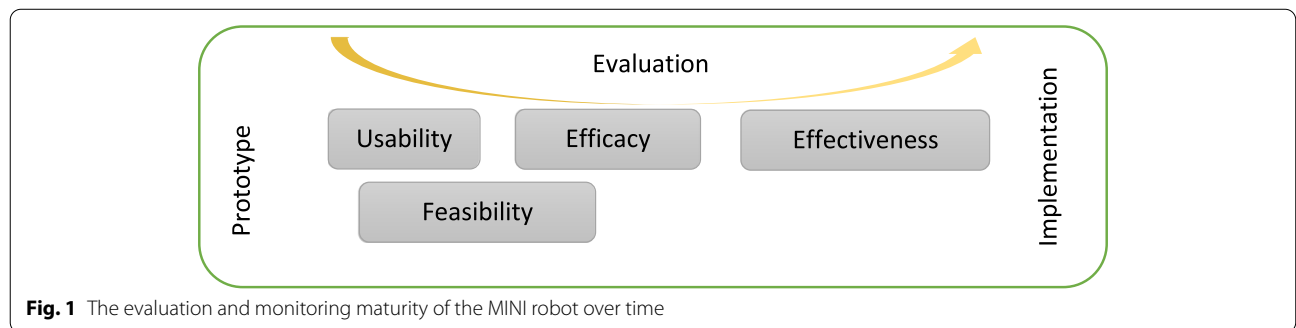 Evaluation
Prototype
Usability
Efficacy
Effectiveness
Feasibility
Implementation
Fig. 1 The evaluation and monitoring maturity of the MINI robot over time